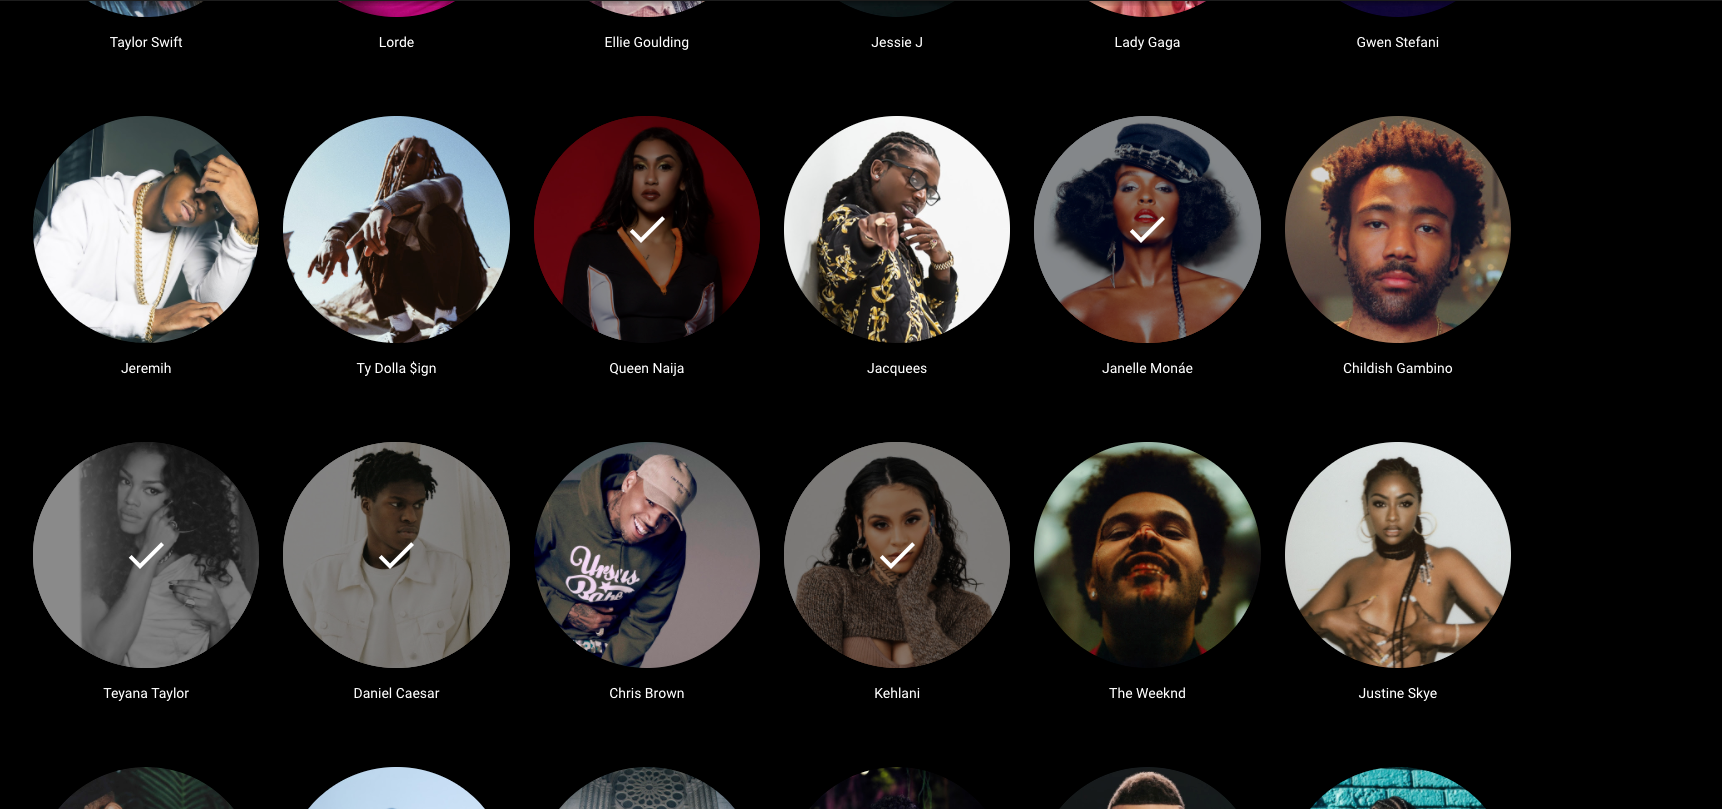 Taylor Swift
Lorde
Ellie Goulding
Jessie J
Lady Gaga
Gwen Stefani
Jeremih
Ty Dolla $ign
Queen Naija
Jacquees
Janelle Monáe
Childish Gambino
Ursus
Teyana Taylor
Daniel Caesar
Chris Brown
Kehlani
The Weeknd
Justine Skye